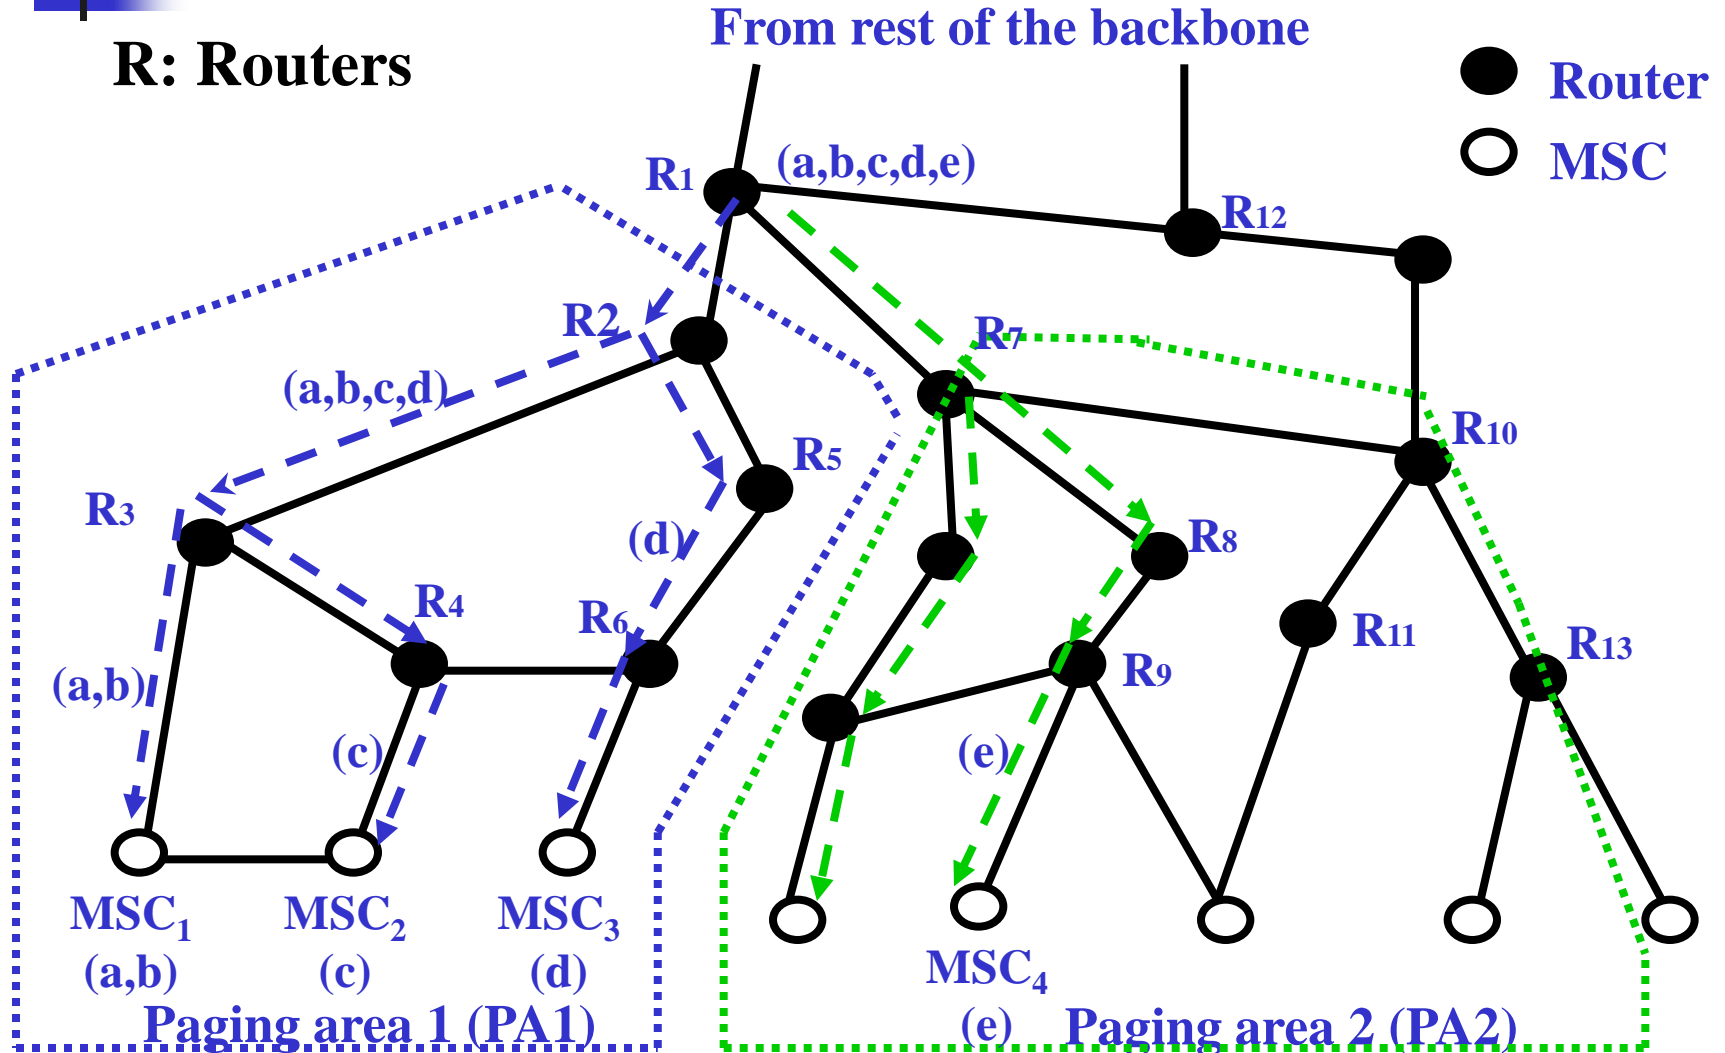 From rest of the backbone
R: Routers
Router
MSC
R1
(a,b,c,d,e)
R12
R2
R7
(a,b,c,d)
R10
R5
R3
(d)
R8
R4
R6
R11
R13
(a,b)
R9
(c)
(e)
MSC1
MSC2
MSC3
(a,b)
(c)
(d)
MSC4
(e)
Paging area 1 (PA1)
Paging area 2 (PA2)